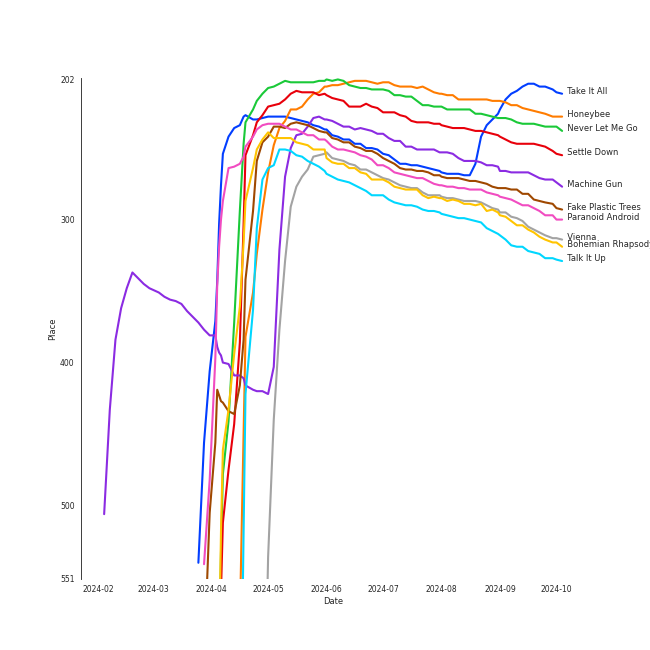 202
300
400
500
551
Place
2024-02
2024-03
2024-04
2024-05
2024-06
2024-07
2024-08
2024-09
2024-10
Date
Take It All
Honeybee
Never Let Me Go
Settle Down
Machine Gun
Fake Plastic Trees
Paranoid Android
Vienna
Bohemian Rhapsod
Talk It Up